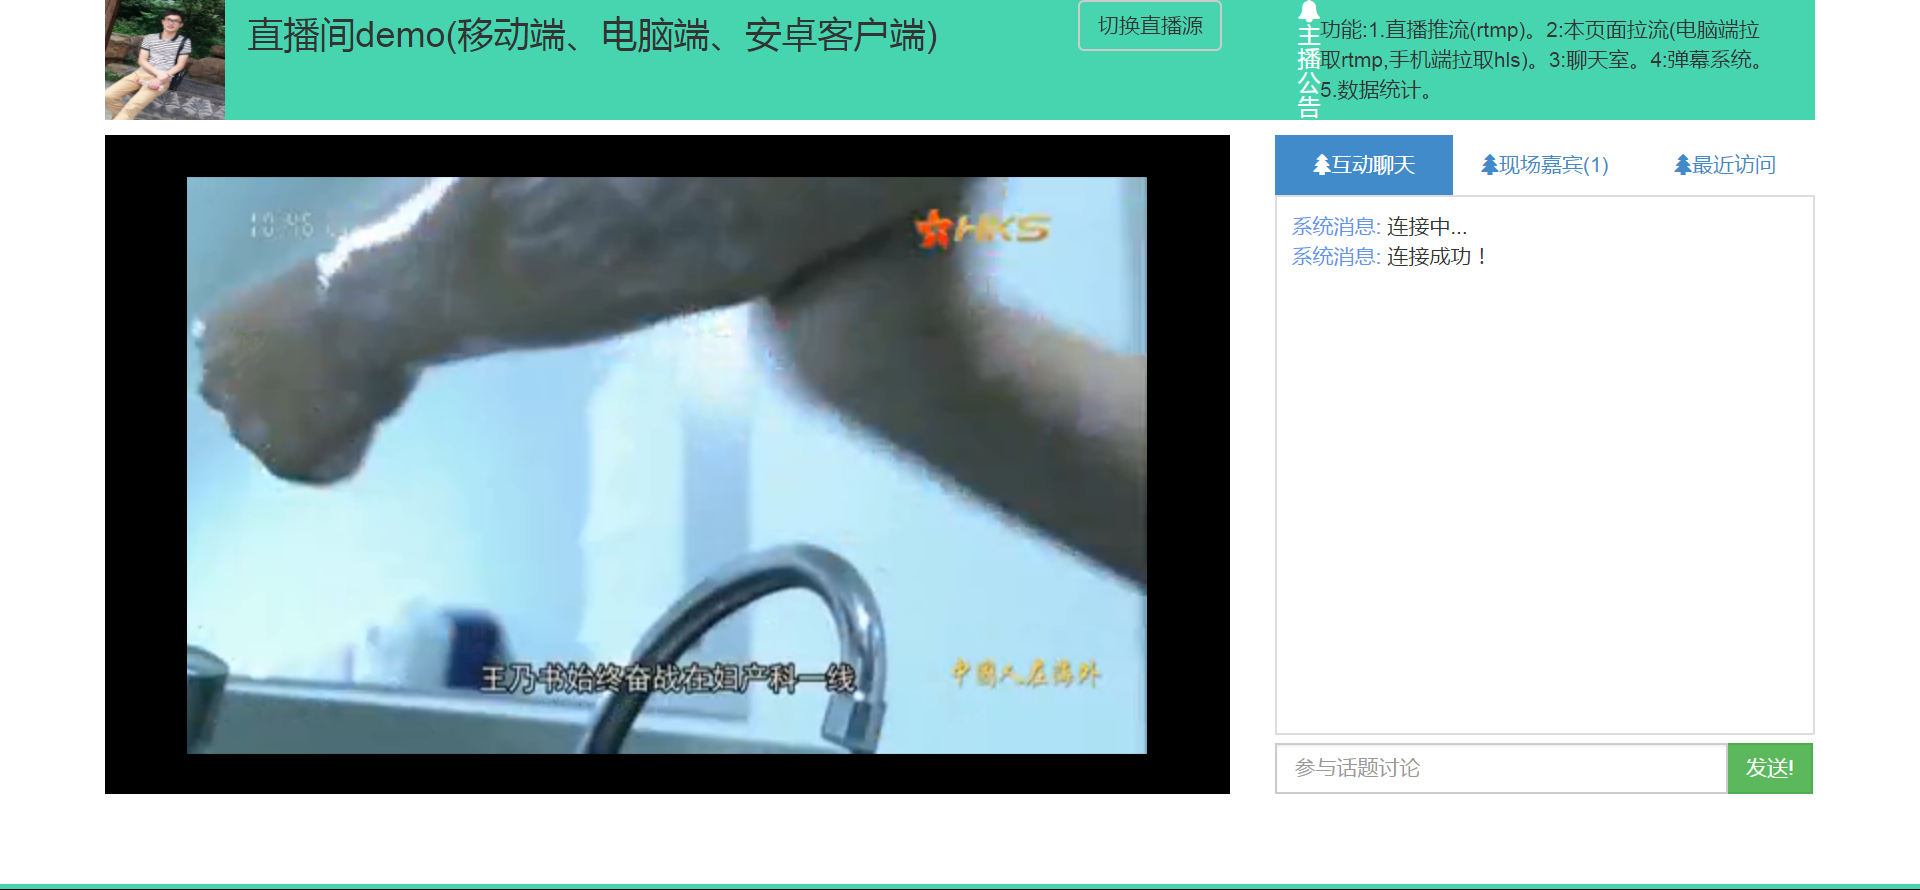 直播间demo(移动端、电脑端、安卓客户端)
切换直播源
主播公告
功能:1.直播推流(rtmp)。2:本页面拉流(电脑端拉
取rtmp,手机端拉取hls)。3:聊天室。4:弹幕系统。
5.数据统计。
互动聊天
现场嘉宾(1)
最近访问
HKS
王乃书始终奋战在妇产科一线
中国人在海外
系统消息: 连接中...
系统消息: 连接成功！
参与话题讨论
发送!